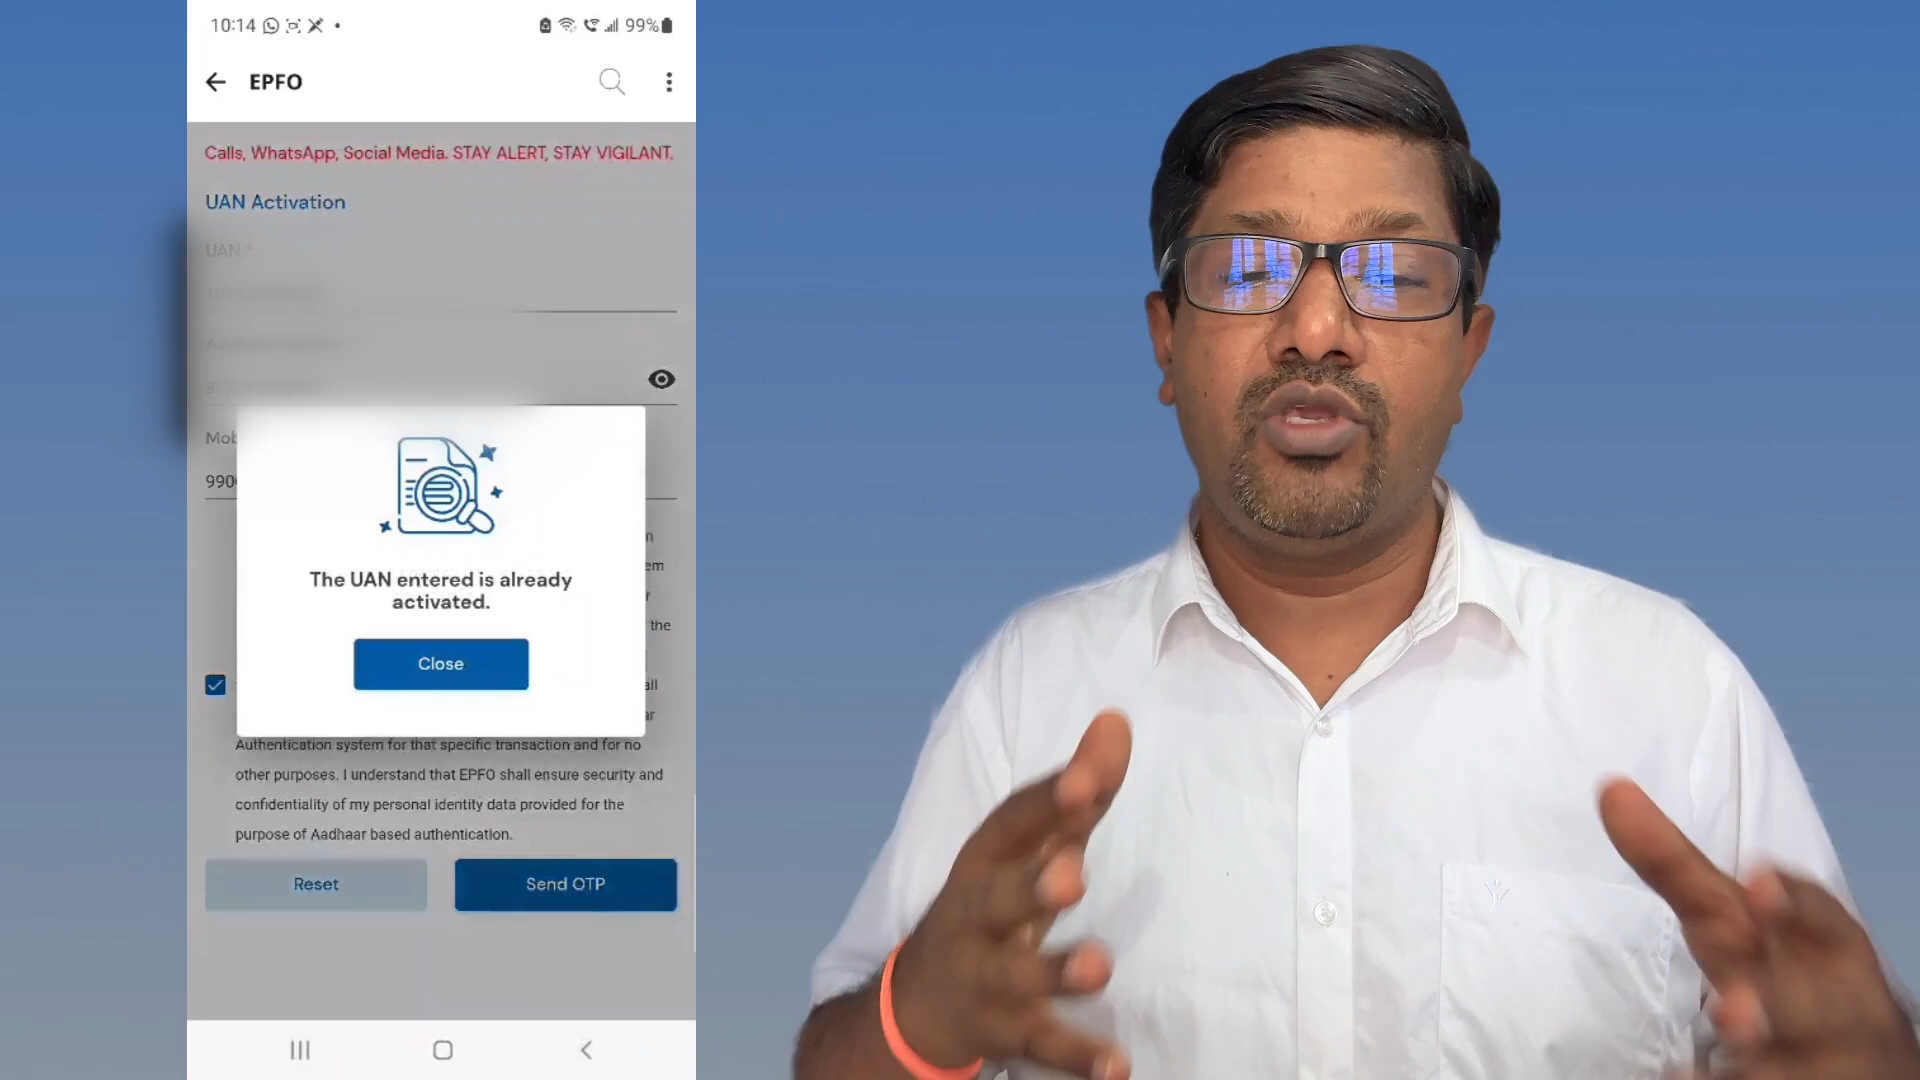 10:14
99%
EPFO
Calls, WhatsApp, Social Media. STAY ALERT, STAY VIGILANT.
UAN Activation
UAN *
Mob
990
m
em
r
the
The UAN entered is already
activated.
Close
all
ar
Authentication system for that specific transaction and for no
other purposes. I understand that EPFO shall ensure security and
confidentiality of my personal identity data provided for the
purpose of Aadhaar based authentication.
Reset
Send OTP